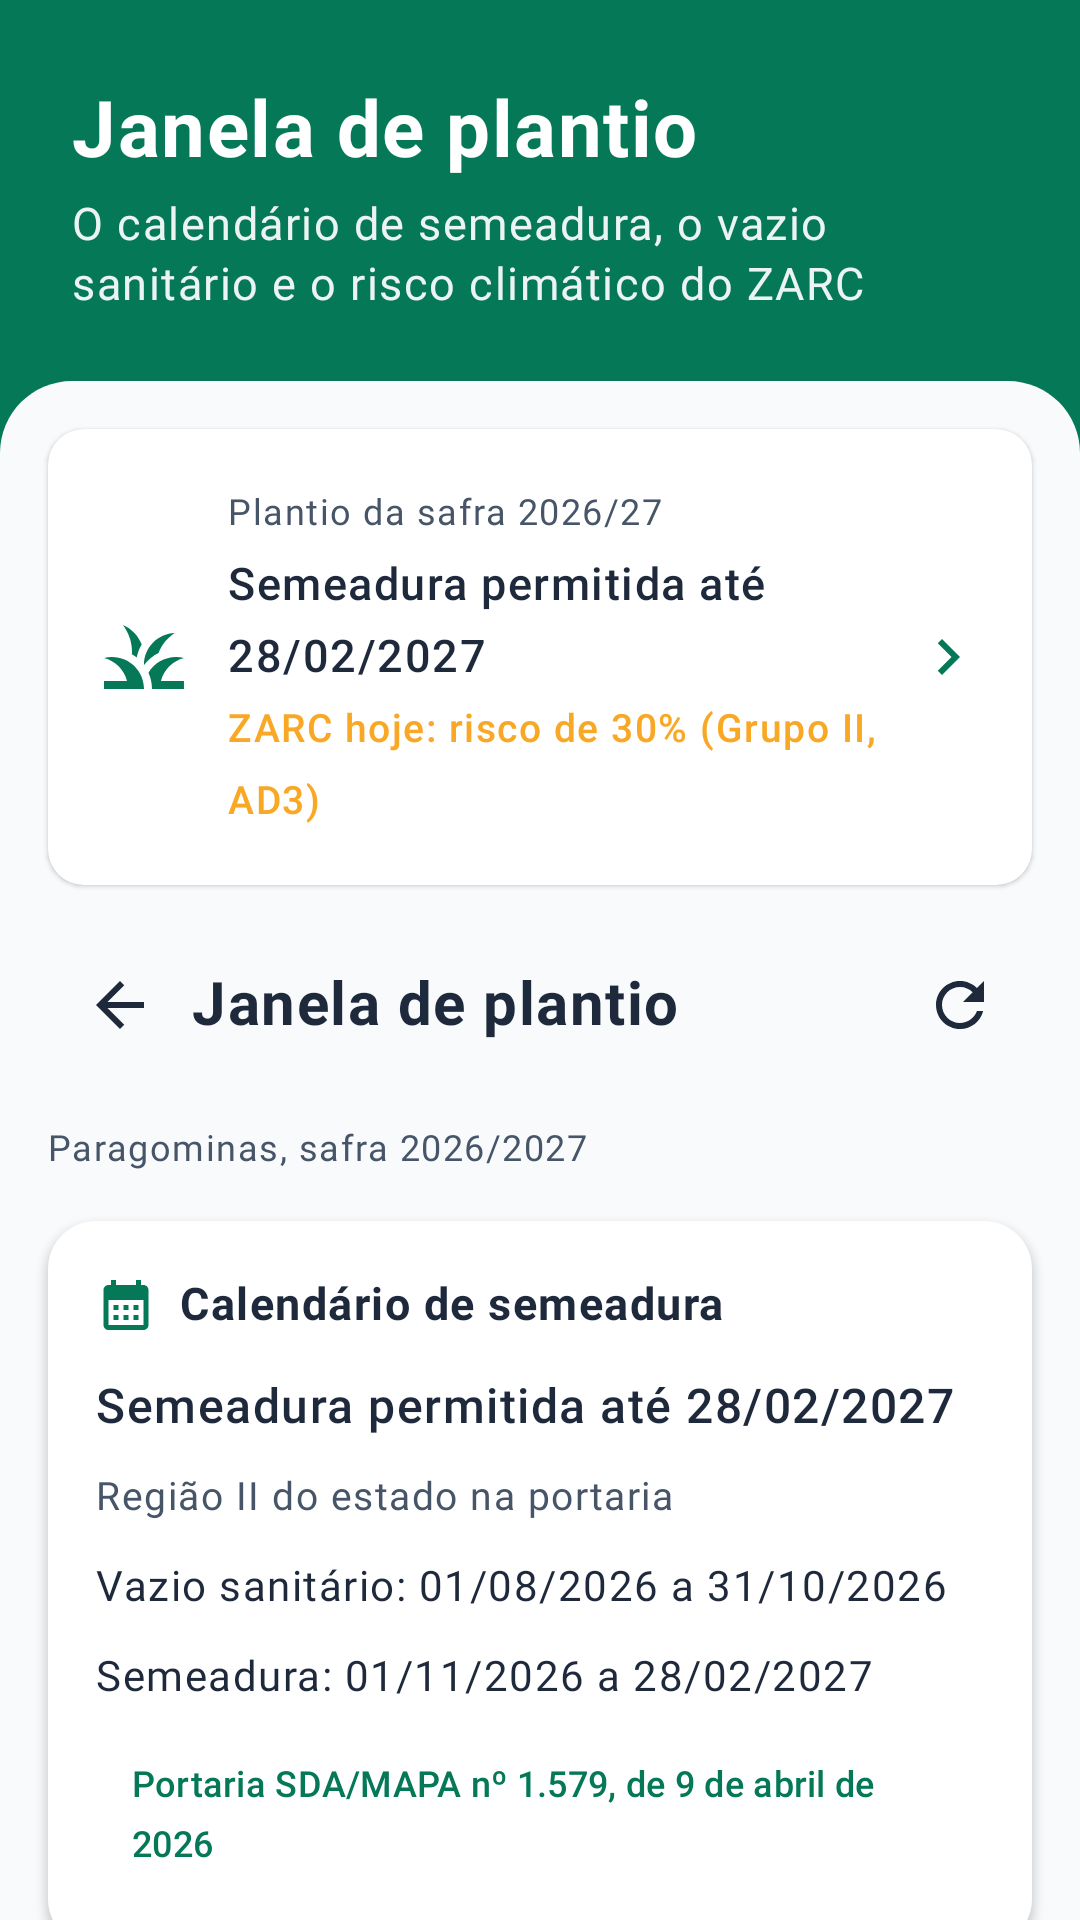 Janela de plantio
O calendário de semeadura, o vazio
sanitário e o risco climático do ZARC
Plantio da safra 2026/27
Semeadura permitida até
28/02/2027
ZARC hoje: risco de 30% (Grupo II,
AD3)
Janela de plantio
Paragominas, safra 2026/2027
Calendário de semeadura
Semeadura permitida até 28/02/2027
Região II do estado na portaria
Vazio sanitário: 01/08/2026 a 31/10/2026
Semeadura: 01/11/2026 a 28/02/2027
Portaria SDA/MAPA nº 1.579, de 9 de abril de
2026